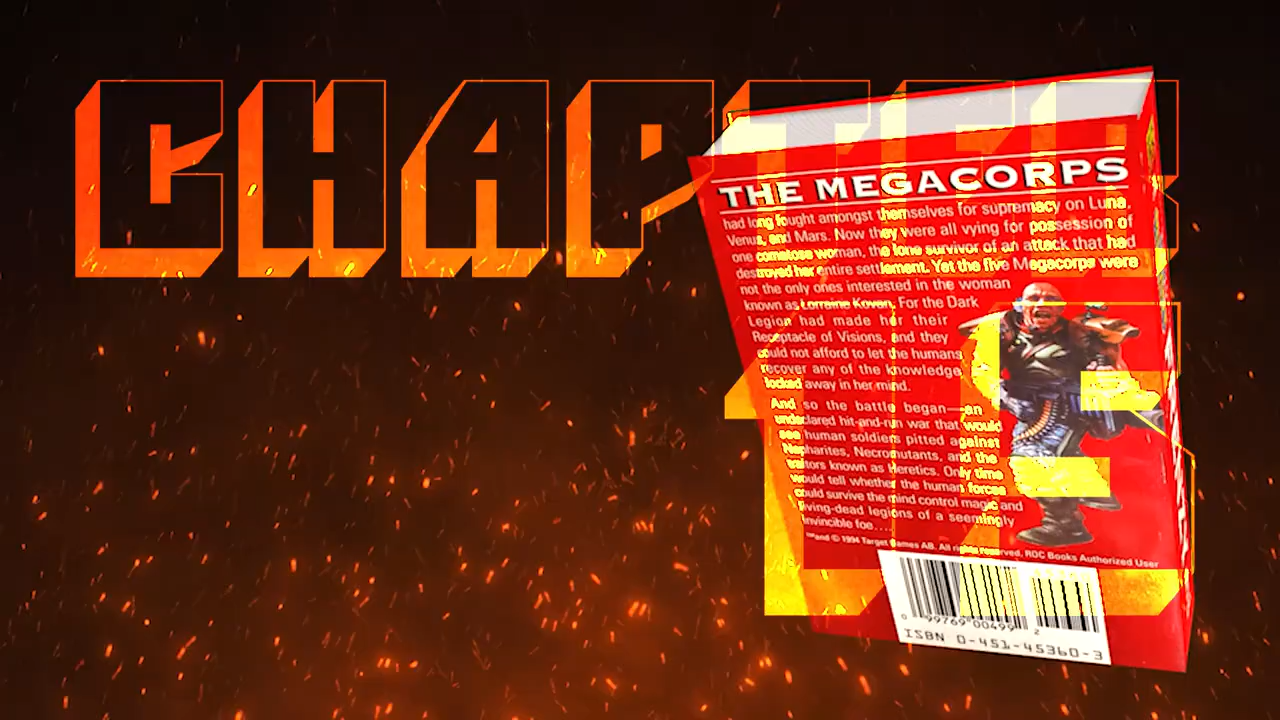 CHAPTER
THE MEGACORPS
had long fought amongst themselves for supremacy on Luna,
Venus, and Mars. Now they were all vying for possession of
one comatose woman, the lone survivor of an attack that had
destroyed her entire settlement. Yet the five Megacorps were
not the only ones interested in the woman
known as Lorraine Kovan. For the Dark
Legion had made her their
Receptacle of Visions, and they
could not afford to let the humans
recover any of the knowledge
locked away in her mind.
And so the battle began—an
undeclared hit-and-run war that would
see human soldiers pitted against
Nepharites, Necromutants, and the
traitors known as Heretics. Only time
would tell whether the human forces
could survive the mind control magic and
living-dead legions of a seemingly
invincible foe....
™and © 1994 Target Games AB. All rights reserved. ROC Books Authorized User
0 99769 00499 2
ISBN 0-451-45360-3